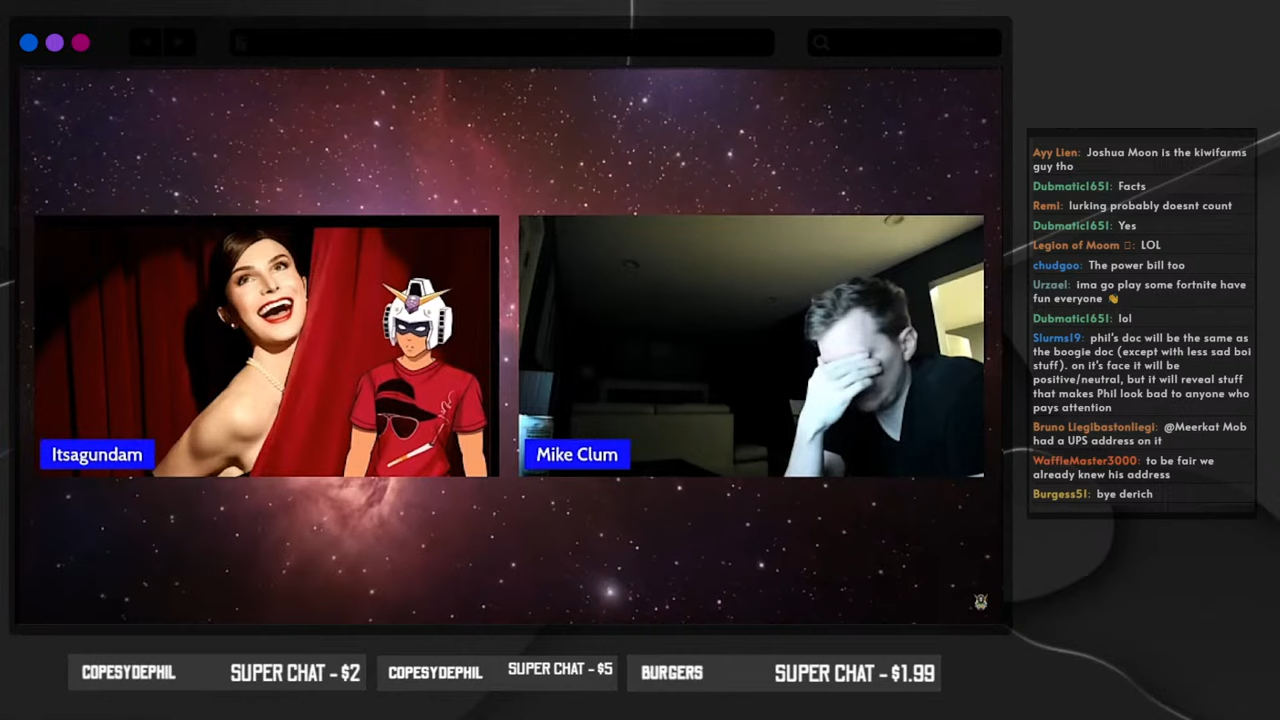 Ayy Lien: Joshua Moon is the kiwifarms
guy tho
Dubmatic1651: Facts
Remi: lurking probably doesnt count
Dubmatic1651: Yes
Legion of Moom : LOL
chudgoo: The power bill too
Urzael: ima go play some fortnite have
fun everyone 👋
Dubmatic1651: lol
Slurms19: phil's doc will be the same as
the boogie doc (except with less sad boi
stuff). on it's face it will be
positive/neutral, but it will reveal stuff
that makes Phil look bad to anyone who
pays attention
Bruno Liegibastonliegi: @Meerkat Mob
had a UPS address on it
WaffleMaster3000: to be fair we
already knew his address
Burgess51: bye derich
Itsagundam
Mike Clum
COPESYDEPHIL SUPER CHAT - $2
COPESYDEPHIL SUPER CHAT - $5
BURGERS SUPER CHAT - $1.99